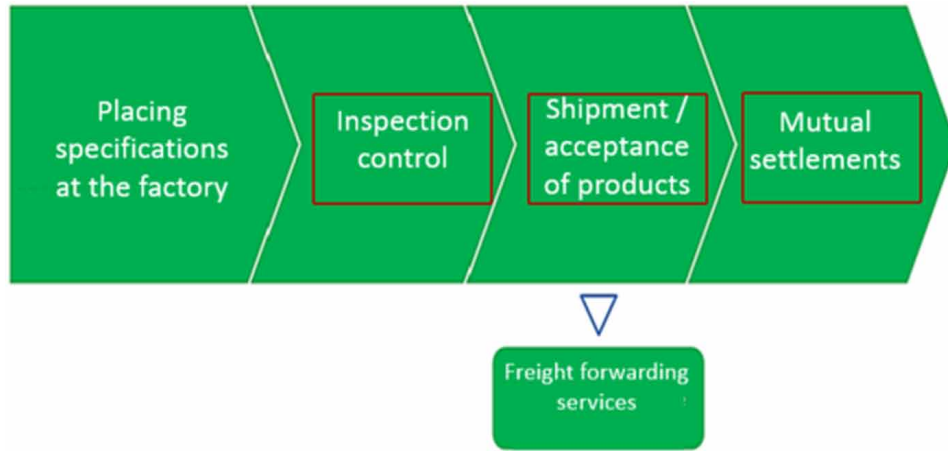 Placing
specifications
at the factory
Inspection
control
Shipment /
acceptance
of products
Mutual
settlements
Freight forwarding
services